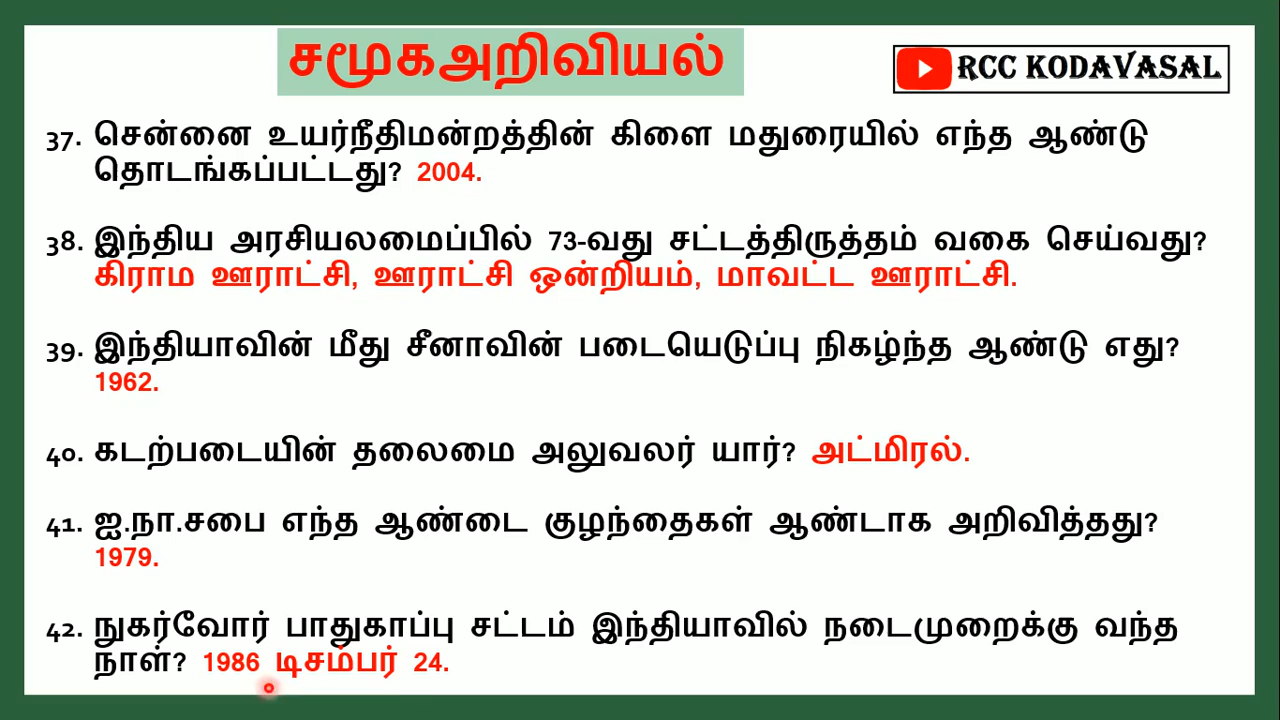 சமூகஅறிவியல்
RCC KODAVASAL
37. சென்னை உயர்நீதிமன்றத்தின் கிளை மதுரையில் எந்த ஆண்டு
தொடங்கப்பட்டது? 2004.
38. இந்திய அரசியலமைப்பில் 73-வது சட்டத்திருத்தம் வகை செய்வது?
கிராம ஊராட்சி, ஊராட்சி ஒன்றியம், மாவட்ட ஊராட்சி.
39. இந்தியாவின் மீது சீனாவின் படையெடுப்பு நிகழ்ந்த ஆண்டு எது?
1962.
40. கடற்படையின் தலைமை அலுவலர் யார்? அட்மிரல்.
41. ஐ.நா.சபை எந்த ஆண்டை குழந்தைகள் ஆண்டாக அறிவித்தது?
1979.
42. நுகர்வோர் பாதுகாப்பு சட்டம் இந்தியாவில் நடைமுறைக்கு வந்த
நாள்? 1986 டிசம்பர் 24.